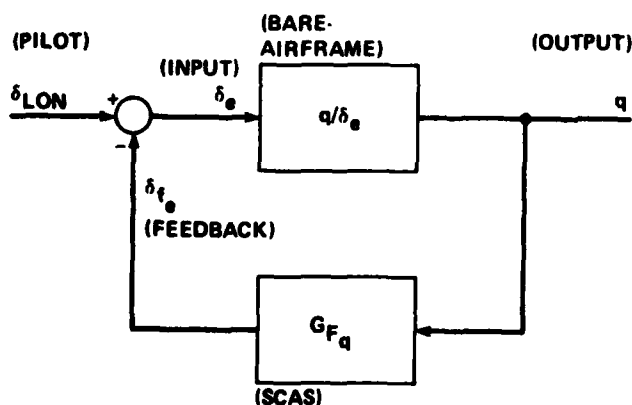 (PILOT)
δLON
+
−
(INPUT)
δe
(BARE-
AIRFRAME)
q/δe
(OUTPUT)
q
δfe
(FEEDBACK)
GFq
(SCAS)